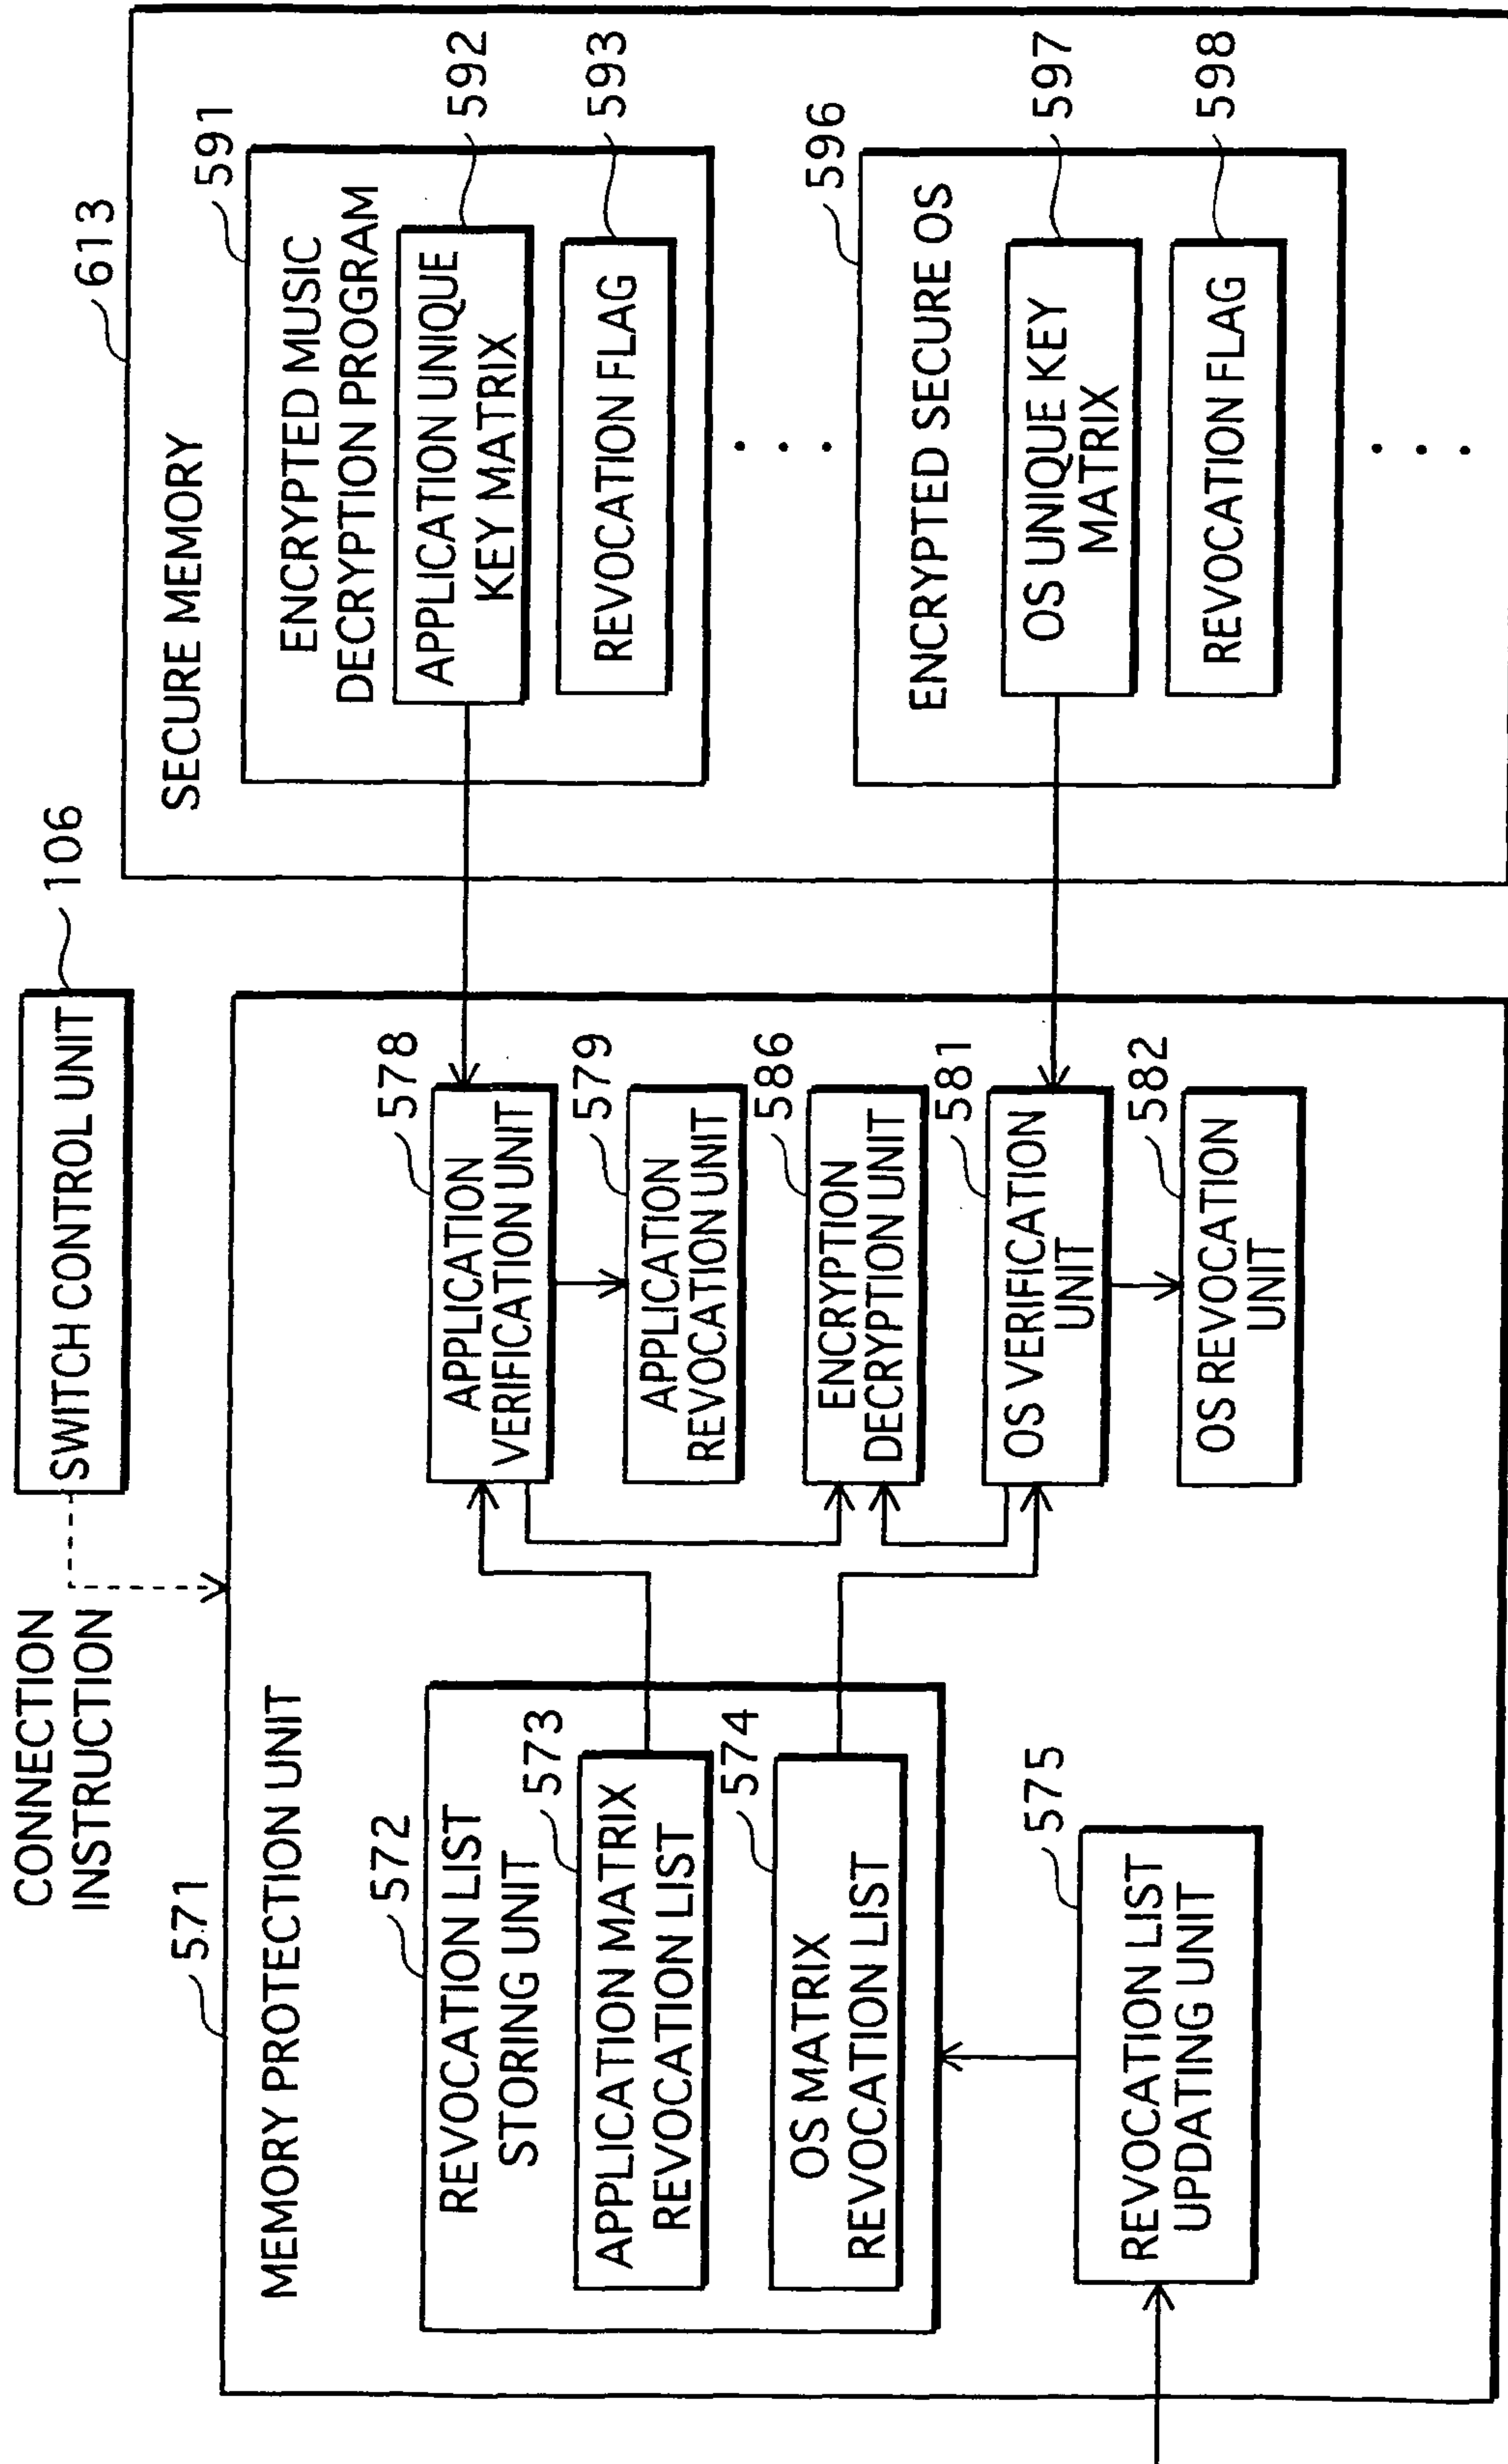 CONNECTION
INSTRUCTION
SWITCH CONTROL UNIT
106
571
MEMORY PROTECTION UNIT
572
REVOCATION LIST
STORING UNIT
573
APPLICATION MATRIX
REVOCATION LIST
574
OS MATRIX
REVOCATION LIST
575
REVOCATION LIST
UPDATING UNIT
578
APPLICATION
VERIFICATION UNIT
579
APPLICATION
REVOCATION UNIT
586
ENCRYPTION
DECRYPTION UNIT
581
OS VERIFICATION
UNIT
582
OS REVOCATION
UNIT
613
SECURE MEMORY
591
ENCRYPTED MUSIC
DECRYPTION PROGRAM
592
APPLICATION UNIQUE
KEY MATRIX
593
REVOCATION FLAG
. . .
596
ENCRYPTED SECURE OS
597
OS UNIQUE KEY
MATRIX
598
REVOCATION FLAG
. . .